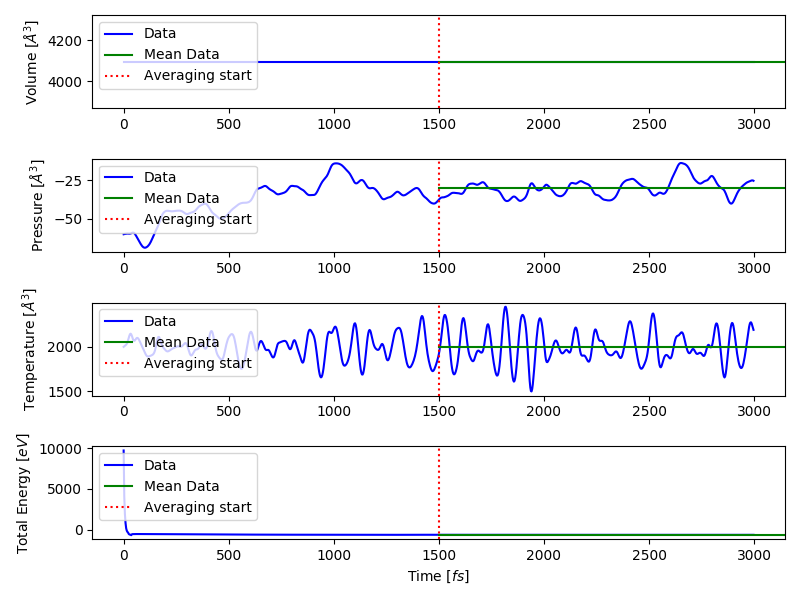 Volume [Å³]
4200
4000
Data
Mean Data
Averaging start
0 500 1000 1500 2000 2500 3000
Pressure [Å³]
−25
−50
Data
Mean Data
Averaging start
0 500 1000 1500 2000 2500 3000
Temperature [Å³]
2000
1500
Data
Mean Data
Averaging start
0 500 1000 1500 2000 2500 3000
Total Energy [eV]
10000
5000
0
Data
Mean Data
Averaging start
0 500 1000 1500 2000 2500 3000
Time [fs]